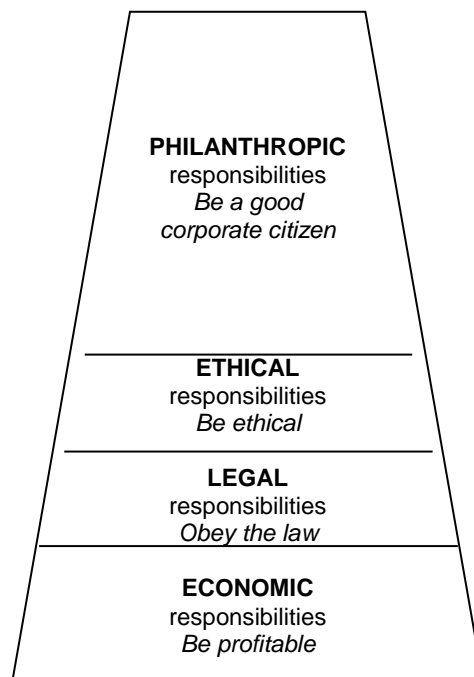 PHILANTHROPIC
responsibilities
Be a good
corporate citizen
ETHICAL
responsibilities
Be ethical
LEGAL
responsibilities
Obey the law
ECONOMIC
responsibilities
Be profitable